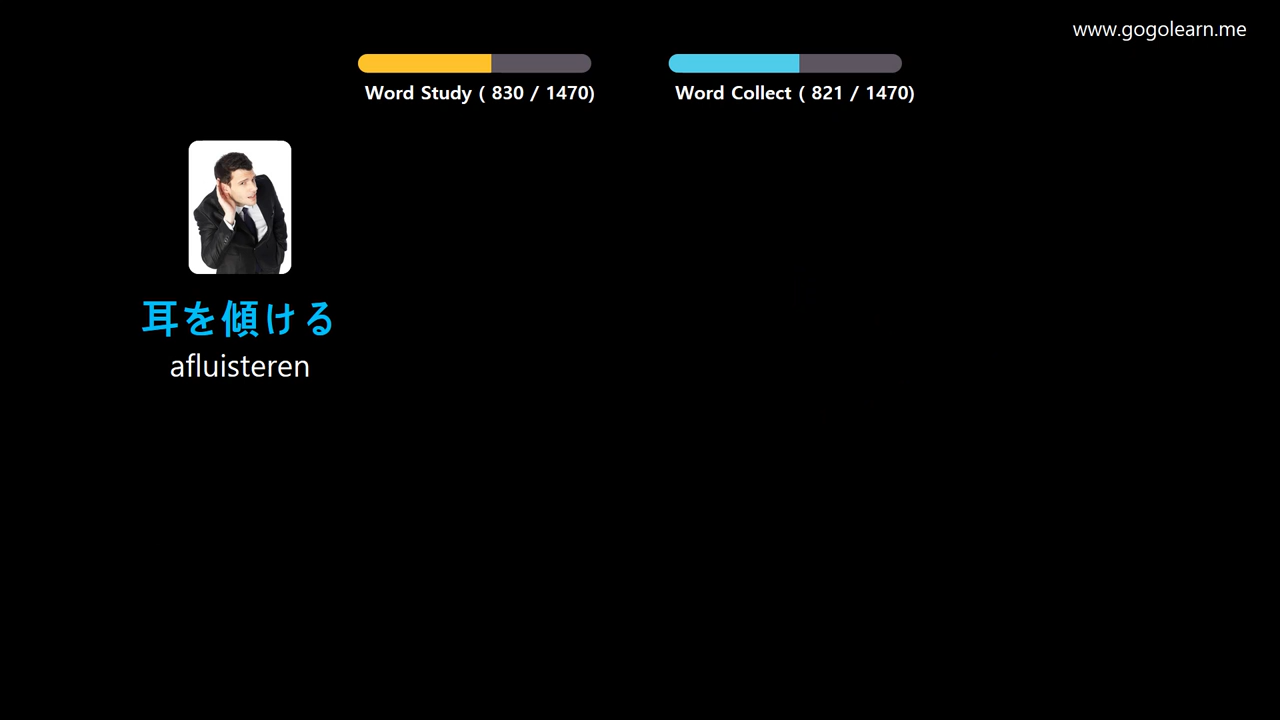 www.gogolearn.me
Word Study ( 830 / 1470)
Word Collect ( 821 / 1470)
耳を傾ける
afluisteren